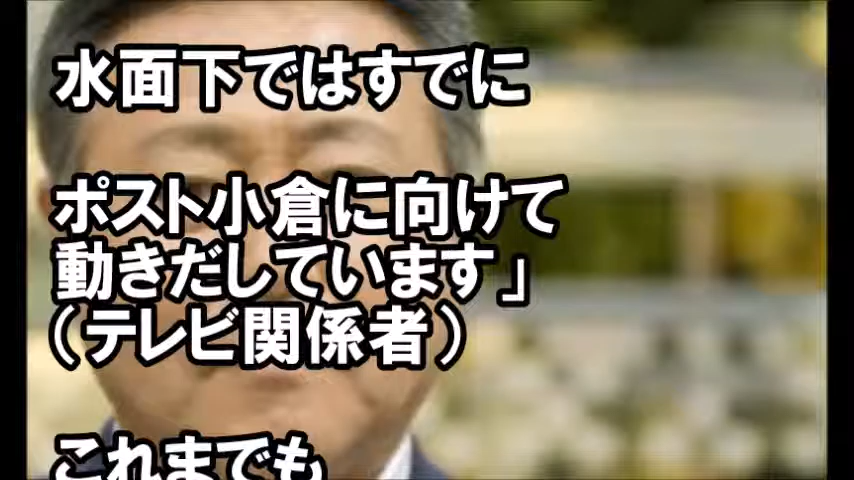 水面下ではすでに
ポスト小倉に向けて
動きだしています」
（テレビ関係者）
これまでも